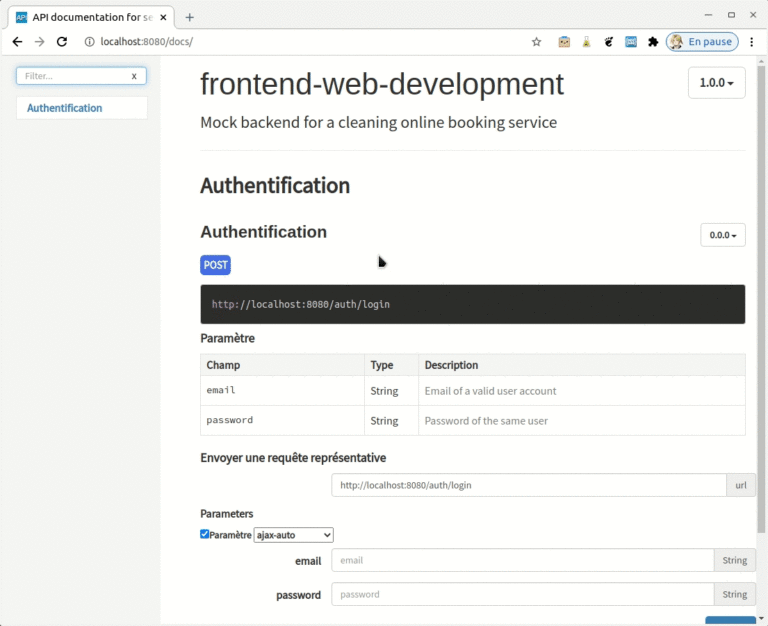 API documentation for se
localhost:8080/docs/
En pause
Filter...
x
Authentification
frontend-web-development
1.0.0
Mock backend for a cleaning online booking service
Authentification
Authentification
0.0.0
POST
http://localhost:8080/auth/login
Paramètre
Champ Type Description
email String Email of a valid user account
password String Password of the same user
Envoyer une requête représentative
http://localhost:8080/auth/login url
Parameters
Paramètre ajax-auto
email email String
password password String